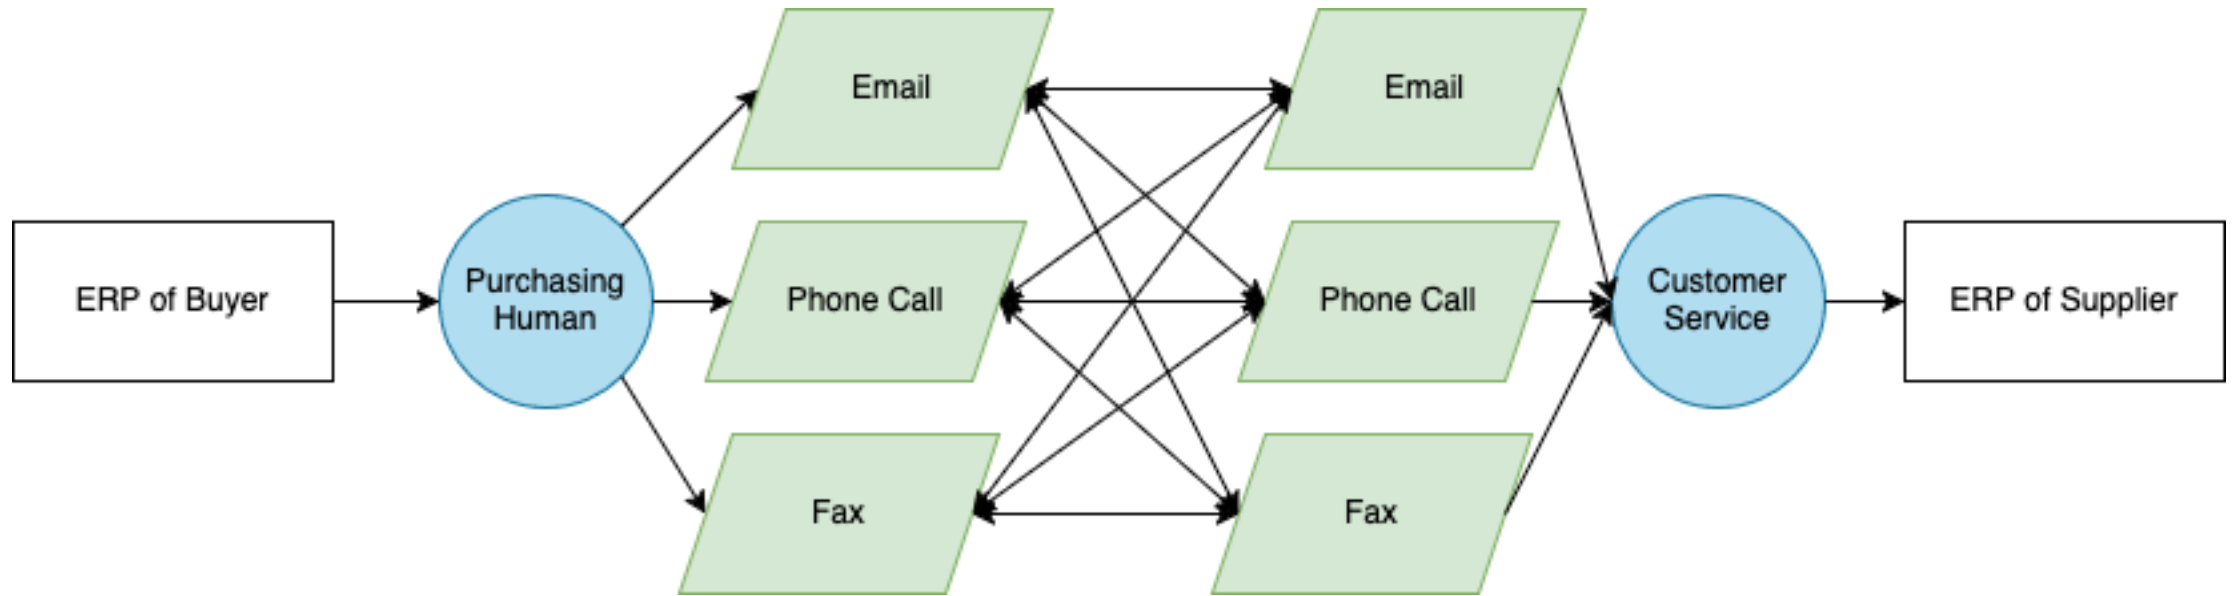 Email
Email
ERP of Buyer
Purchasing
Human
Phone Call
Phone Call
Customer
Service
ERP of Supplier
Fax
Fax